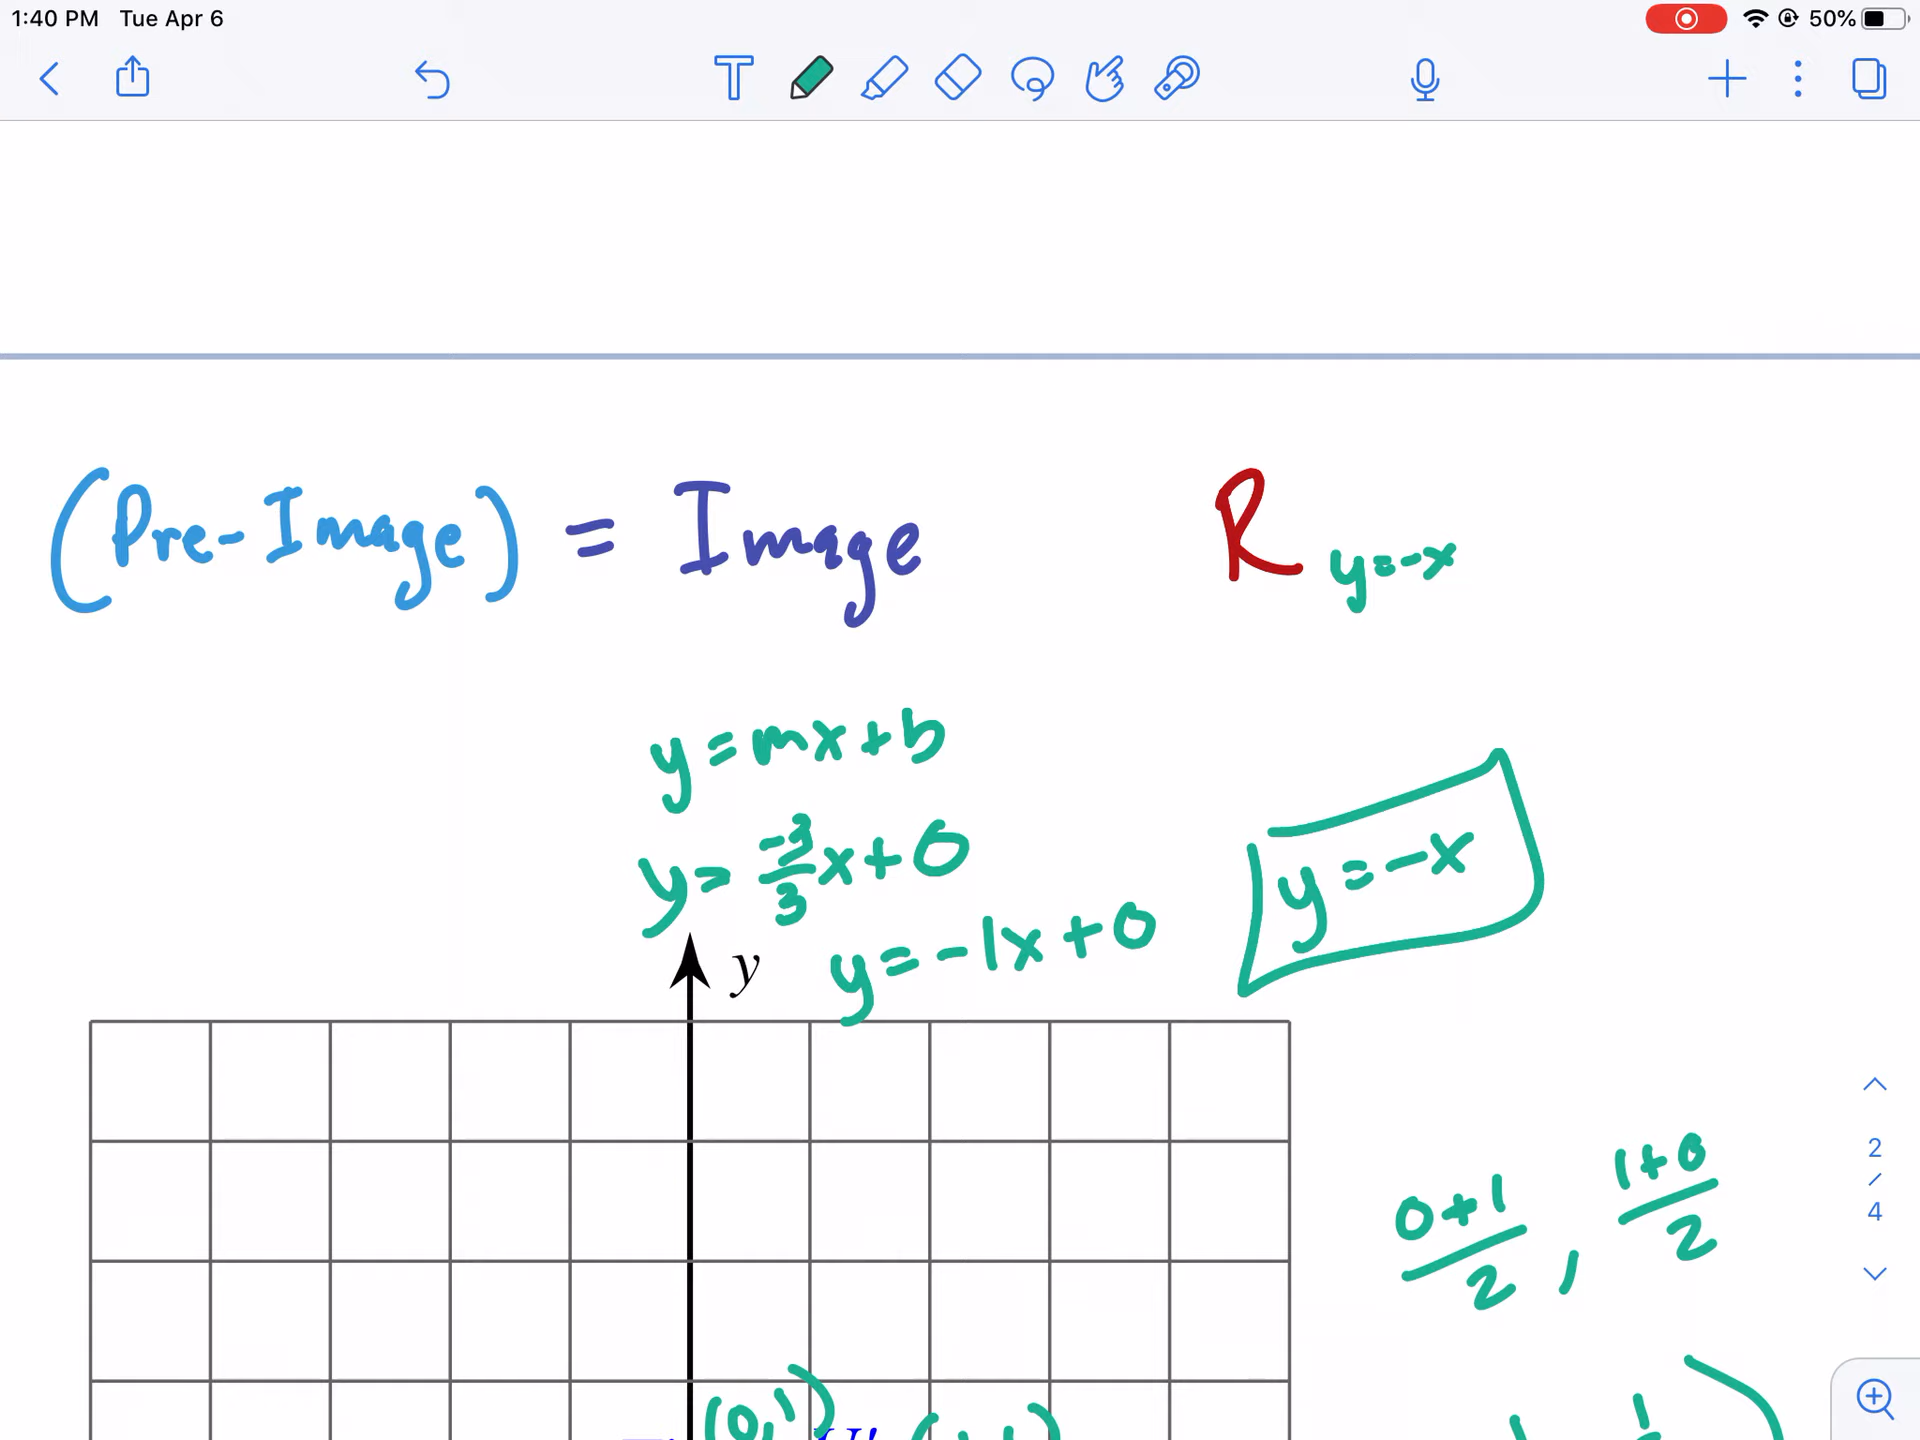 1:40 PM Tue Apr 6
50%
(Pre-Image) = Image
R y=-x
y=mx+b
y= -3/3 x+0
y=-1x+0
y=-x
y
0+1/2 , 1+0/2
2/4
(0,1)